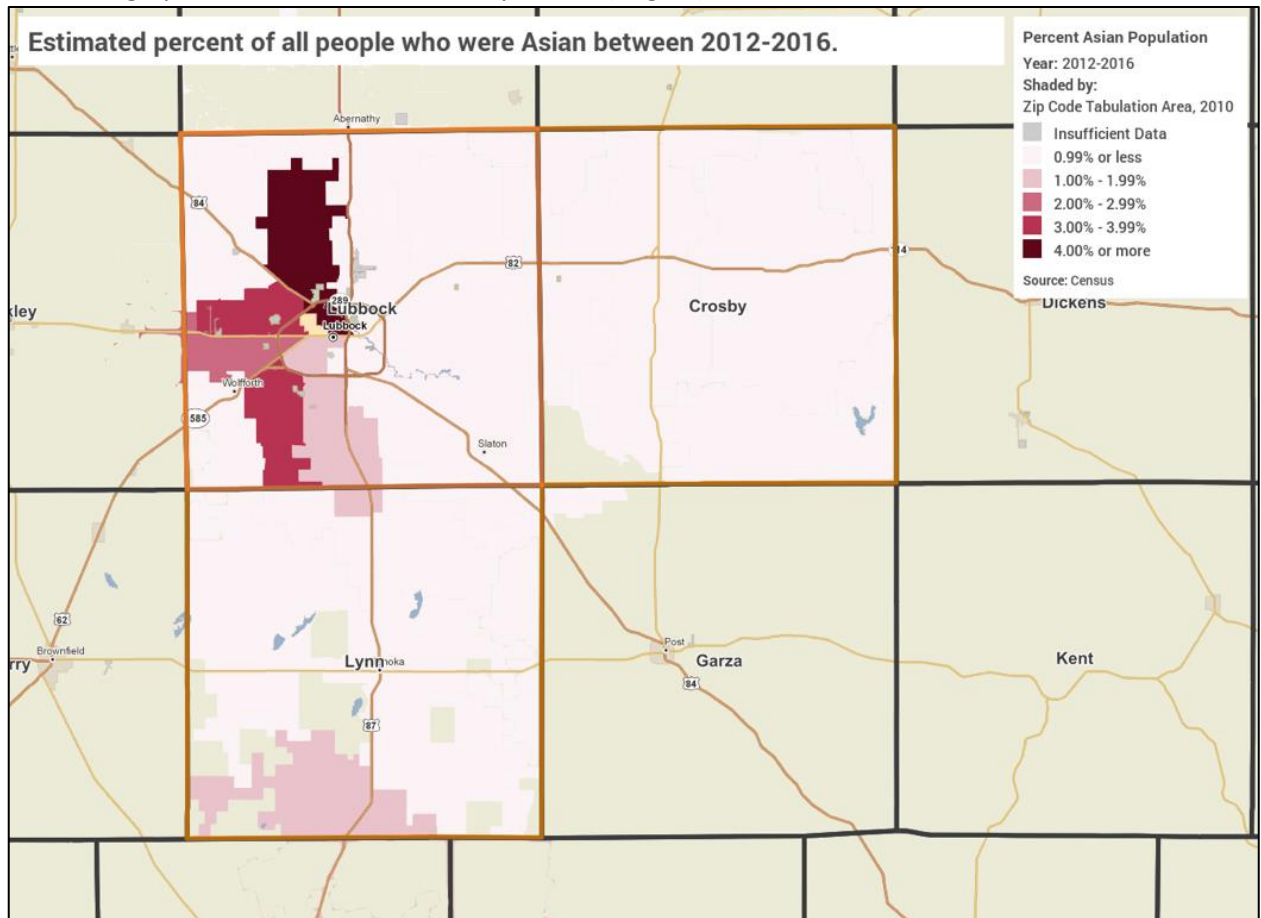 Estimated percent of all people who were Asian between 2012-2016.
Percent Asian Population
Year: 2012-2016
Shaded by:
Zip Code Tabulation Area, 2010
Insufficient Data
0.99% or less
1.00% - 1.99%
2.00% - 2.99%
3.00% - 3.99%
4.00% or more
Source: Census
Abernathy
84
82
14
289
Lubbock
Lubbock
Crosby
Dickens
kley
Wolfforth
585
Slaton
62
Brownfield
rry
Lynn
noka
Post
Garza
Kent
84
87